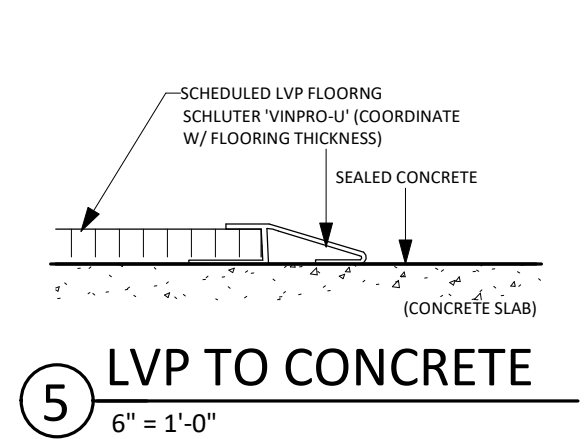 SCHEDULED LVP FLOORNG
SCHLUTER 'VINPRO-U' (COORDINATE
W/ FLOORING THICKNESS)
SEALED CONCRETE
(CONCRETE SLAB)
5
LVP TO CONCRETE
6" = 1'-0"